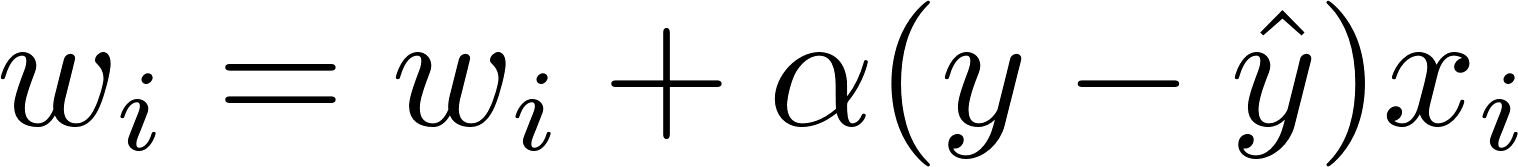 wᵢ = wᵢ + α(y − ŷ)xᵢ